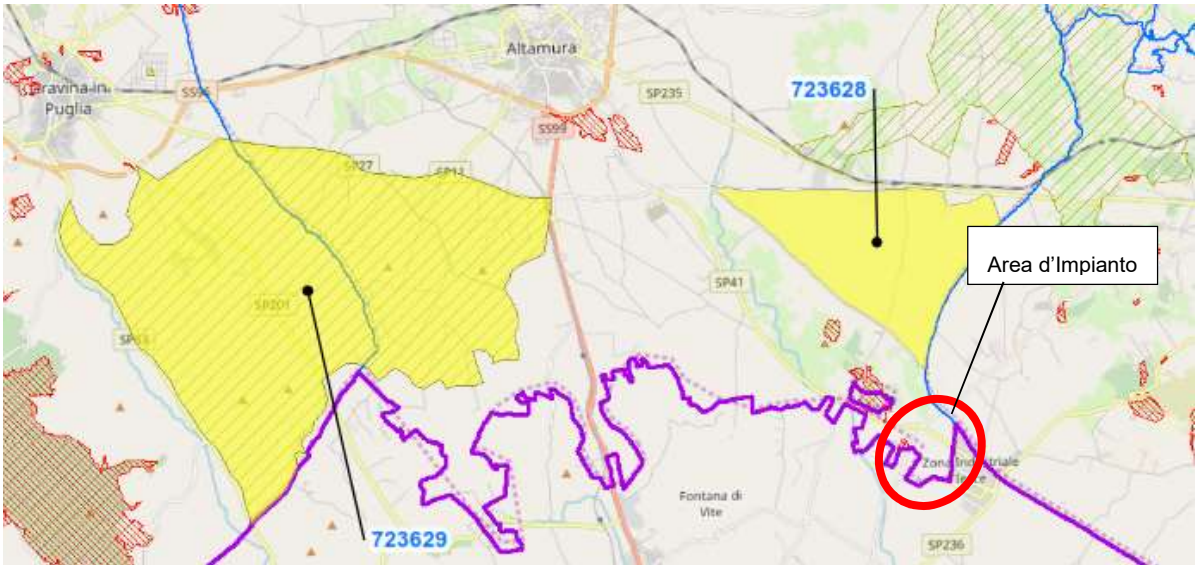 Altamura
Gravina in
Puglia
SS96
SP235
723628
SS99
SP27
Area d'Impianto
SP41
SP201
SP53
Zona Industriale
Iesce
Fontana di
Vite
723629
SP236